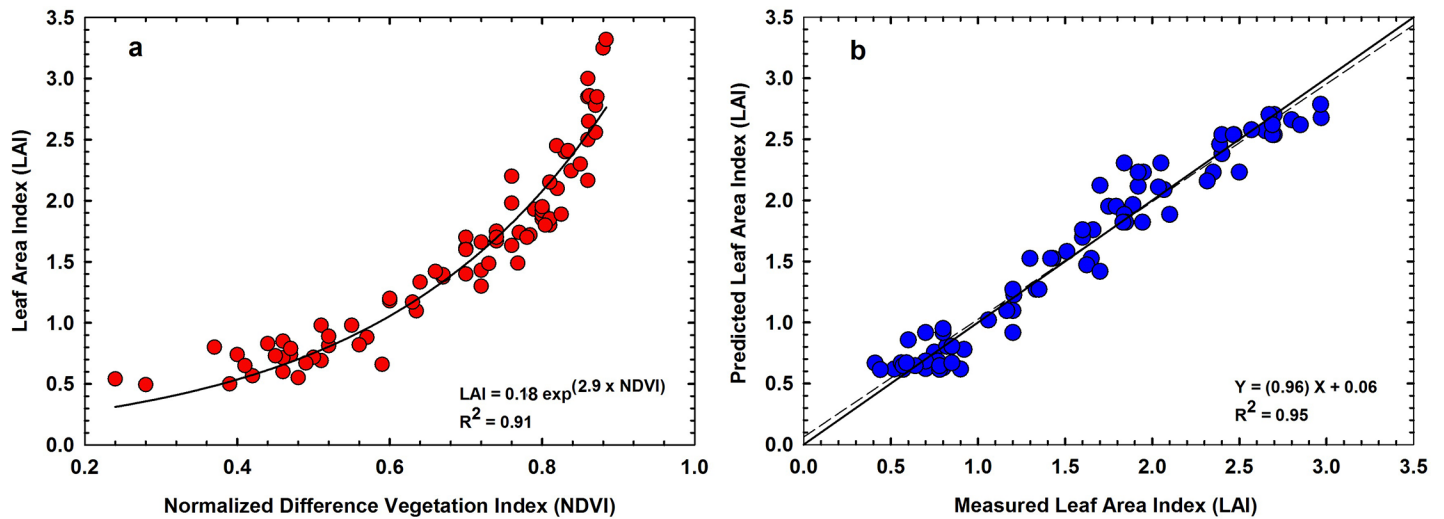 a
3.5
3.0
2.5
2.0
1.5
1.0
0.5
0.0
Leaf Area Index (LAI)
LAI = 0.18 exp(2.9 x NDVI)
R2 = 0.91
0.2 0.4 0.6 0.8 1.0
Normalized Difference Vegetation Index (NDVI)
b
3.5
3.0
2.5
2.0
1.5
1.0
0.5
0.0
Predicted Leaf Area Index (LAI)
Y = (0.96) X + 0.06
R2 = 0.95
0.0 0.5 1.0 1.5 2.0 2.5 3.0 3.5
Measured Leaf Area Index (LAI)